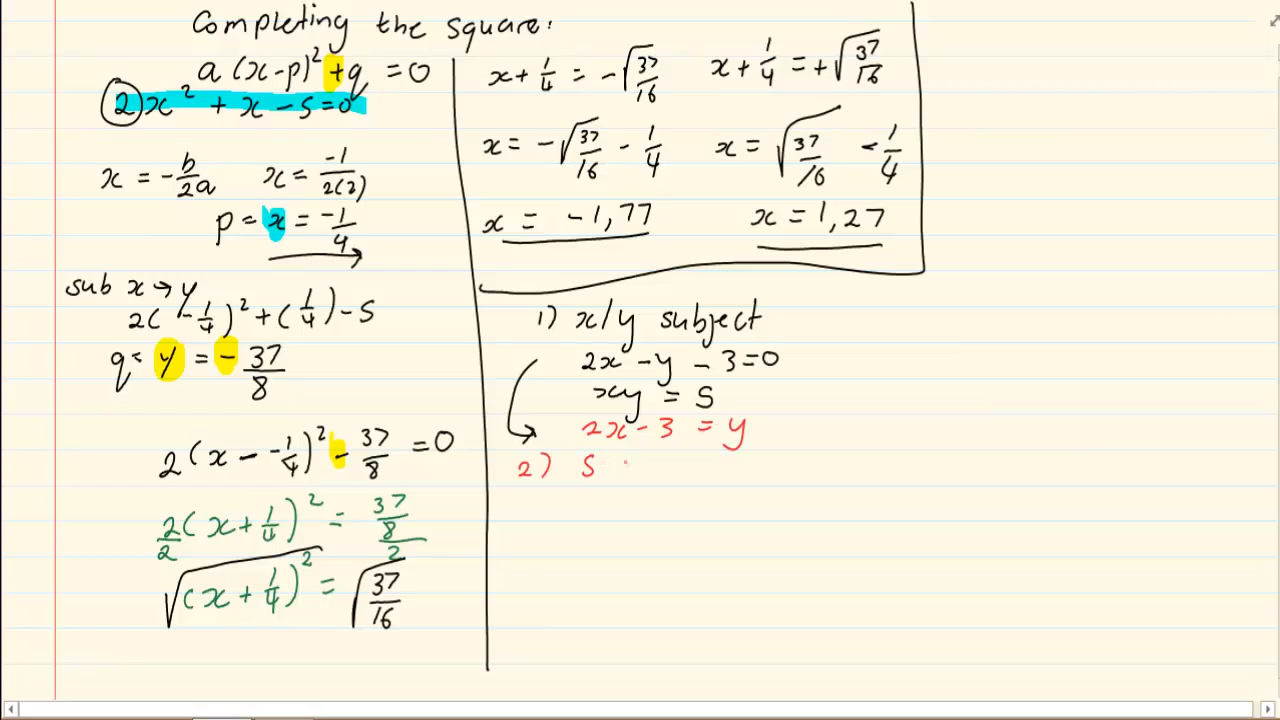 Completing the square:
a (x-p)² + q = 0
2x² + x - 5 = 0
x = -b/2a x = -1/2(2)
p = x = -1/4
sub x → y
2(-1/4)² + (1/4) - 5
q = y = - 37/8
2(x - -1/4)² - 37/8 = 0
2/2 (x + 1/4)² = 37/8/2
√(x + 1/4)² = √37/16
x + 1/4 = -√37/16 x + 1/4 = +√37/16
x = -√37/16 - 1/4 x = √37/16 - 1/4
x = -1,77 x = 1,27
1) x/y subject
2x - y - 3 = 0
xy = 5
2x - 3 = y
2) S